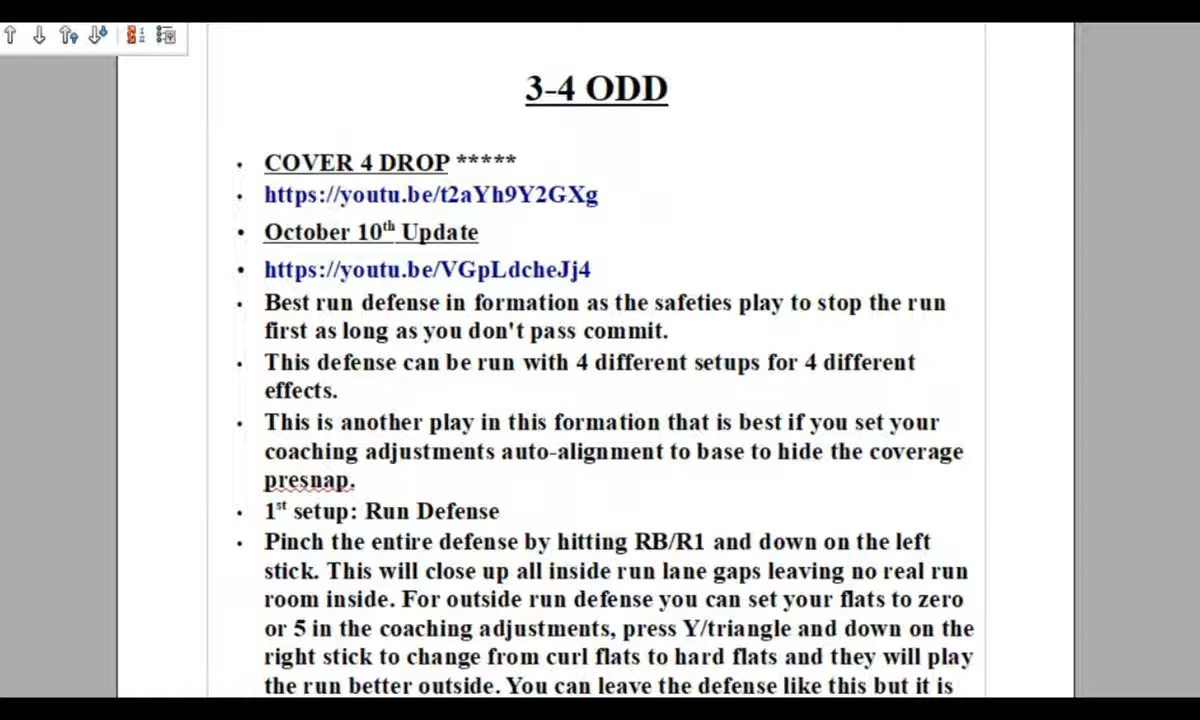 3-4 ODD
• COVER 4 DROP *****
• https://youtu.be/t2aYh9Y2GXg
• October 10th Update
• https://youtu.be/VGpLdcheJj4
• Best run defense in formation as the safeties play to stop the run
first as long as you don't pass commit.
• This defense can be run with 4 different setups for 4 different
effects.
• This is another play in this formation that is best if you set your
coaching adjustments auto-alignment to base to hide the coverage
presnap.
• 1st setup: Run Defense
• Pinch the entire defense by hitting RB/R1 and down on the left
stick. This will close up all inside run lane gaps leaving no real run
room inside. For outside run defense you can set your flats to zero
or 5 in the coaching adjustments, press Y/triangle and down on the
right stick to change from curl flats to hard flats and they will play
the run better outside. You can leave the defense like this but it is